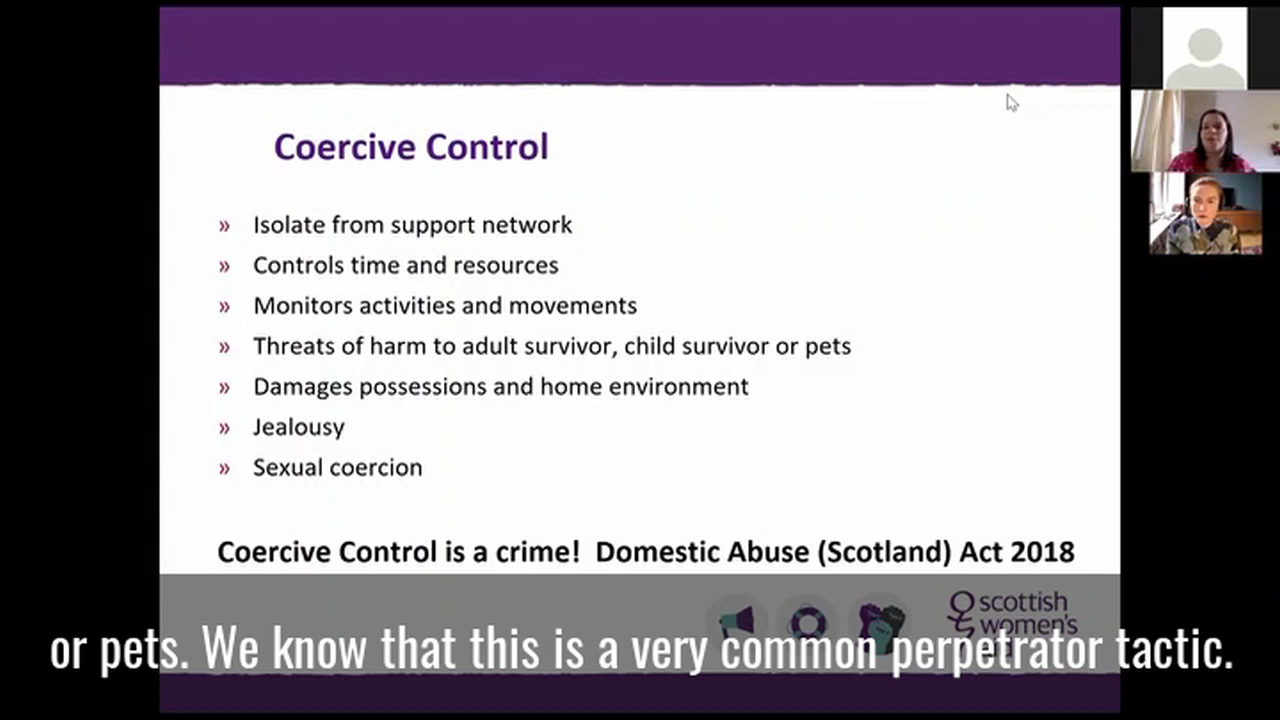 Coercive Control
» Isolate from support network
» Controls time and resources
» Monitors activities and movements
» Threats of harm to adult survivor, child survivor or pets
» Damages possessions and home environment
» Jealousy
» Sexual coercion
Coercive Control is a crime!  Domestic Abuse (Scotland) Act 2018
scottish
women's
or pets. We know that this is a very common perpetrator tactic.